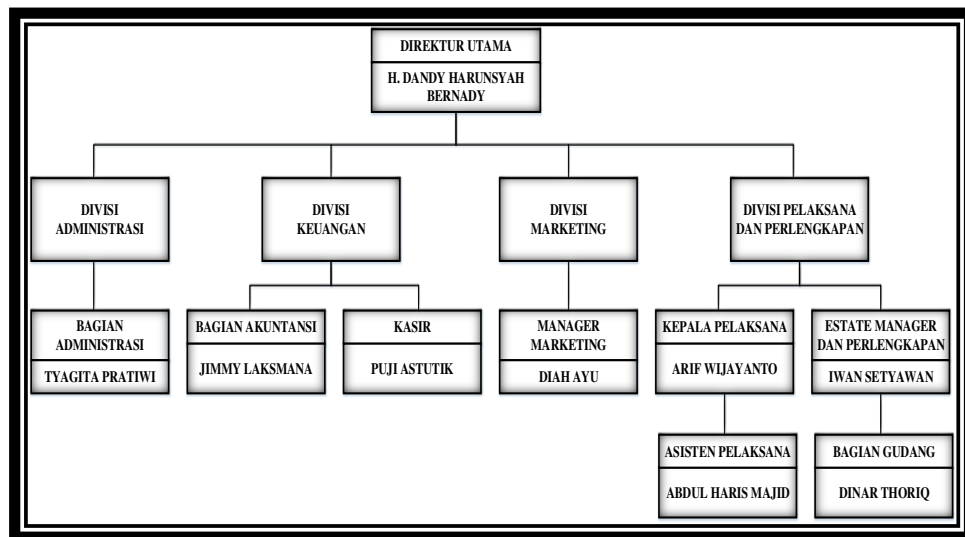 DIREKTUR UTAMA
H. DANDY HARUNSYAH
BERNADY
DIVISI
ADMINISTRASI
DIVISI
KEUANGAN
DIVISI
MARKETING
DIVISI PELAKSANA
DAN PERLENGKAPAN
BAGIAN
ADMINISTRASI
TYAGITA PRATIWI
BAGIAN AKUNTANSI
JIMMY LAKSMANA
KASIR
PUJI ASTUTIK
MANAGER
MARKETING
DIAH AYU
KEPALA PELAKSANA
ARIF WIJAYANTO
ESTATE MANAGER
DAN PERLENGKAPAN
IWAN SETYAWAN
ASISTEN PELAKSANA
ABDUL HARIS MAJID
BAGIAN GUDANG
DINAR THORIQ